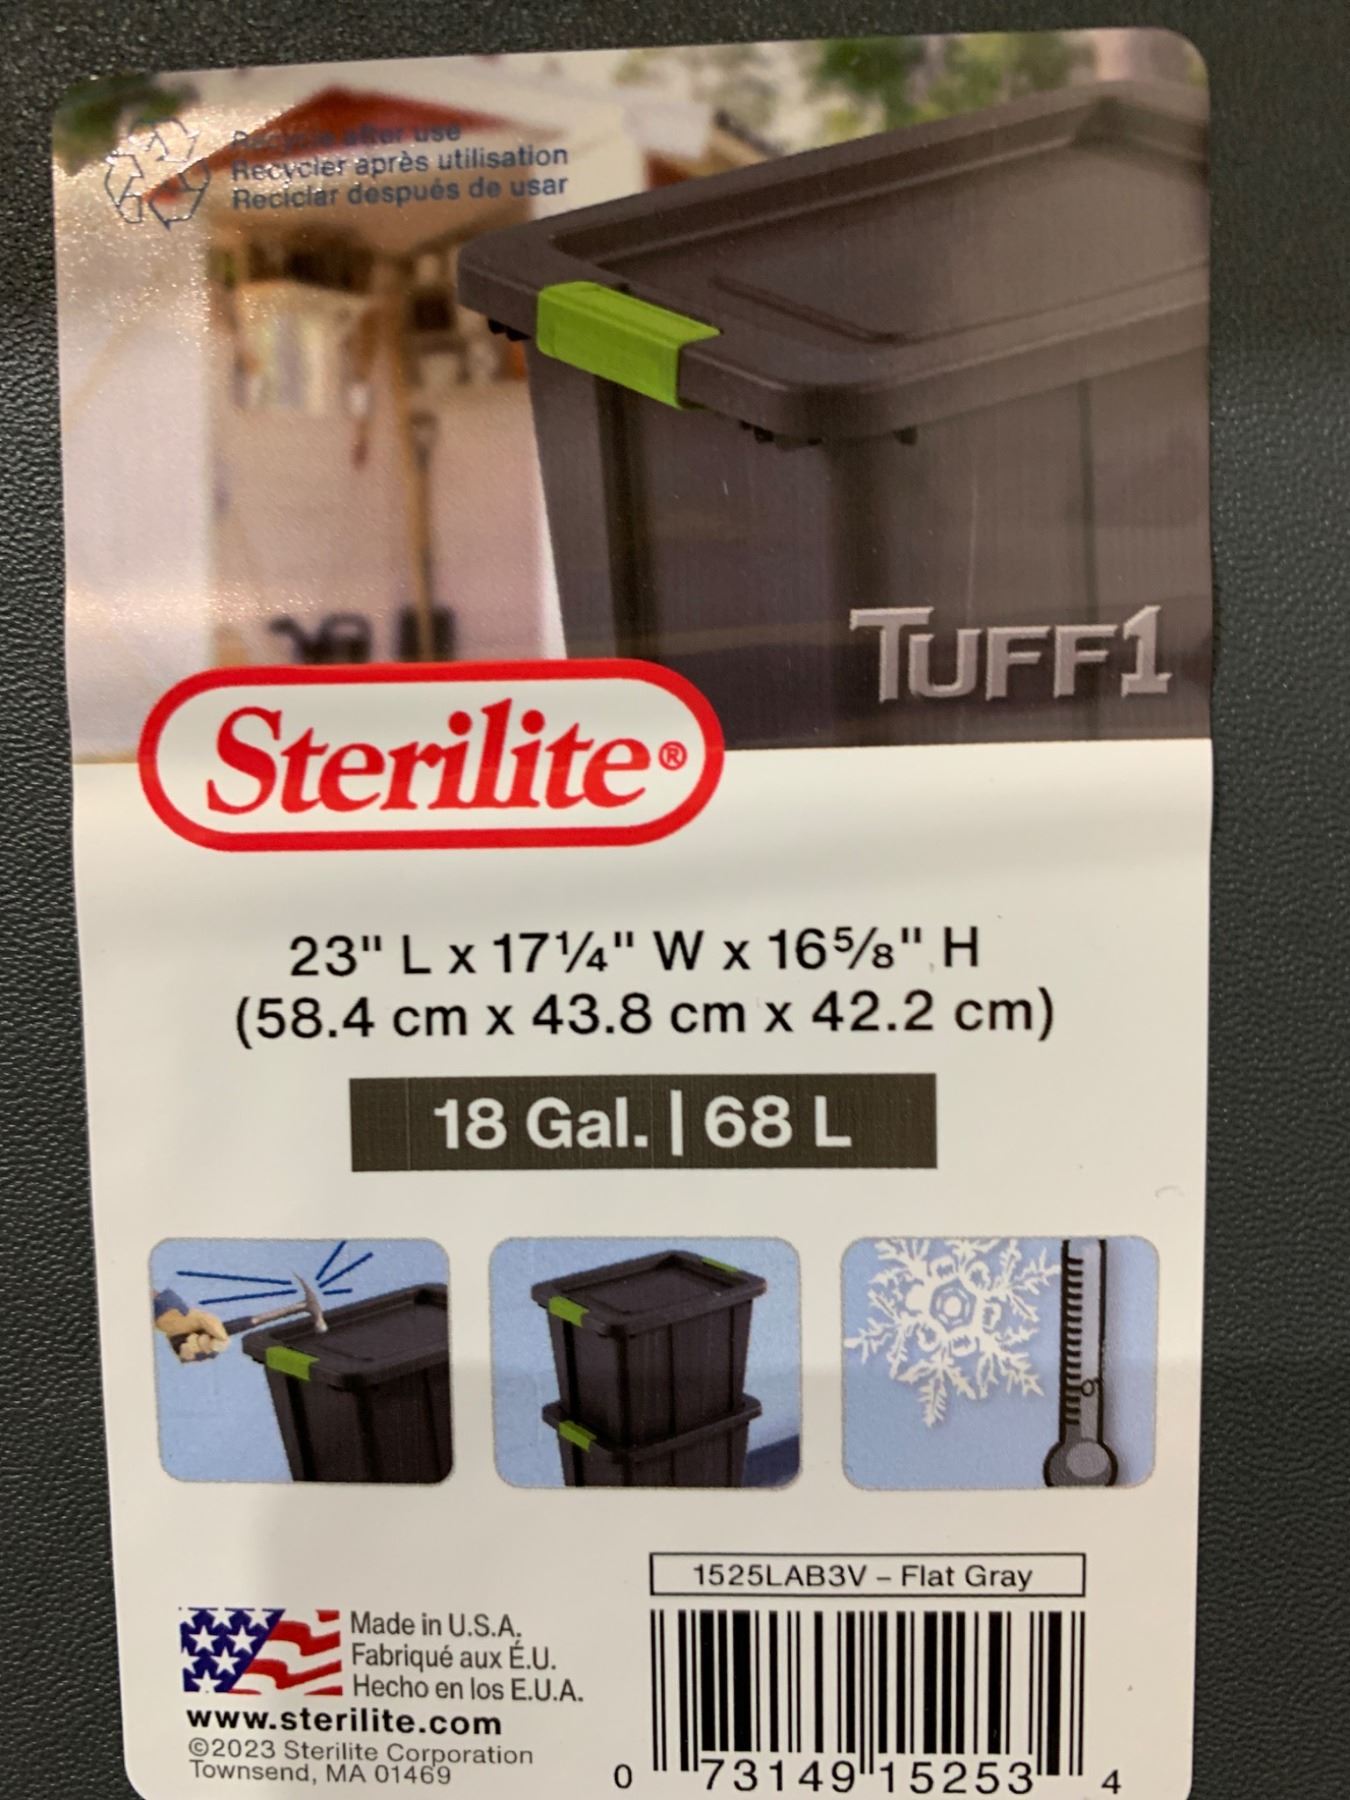 Recycle after use
Recycler après utilisation
Reciclar después de usar
TUFF1
Sterilite®
23" L x 17¼" W x 16⅝" H
(58.4 cm x 43.8 cm x 42.2 cm)
18 Gal. | 68 L
1525LAB3V – Flat Gray
Made in U.S.A.
Fabriqué aux É.U.
Hecho en los E.U.A.
www.sterilite.com
©2023 Sterilite Corporation
Townsend, MA 01469
0 73149 15253 4